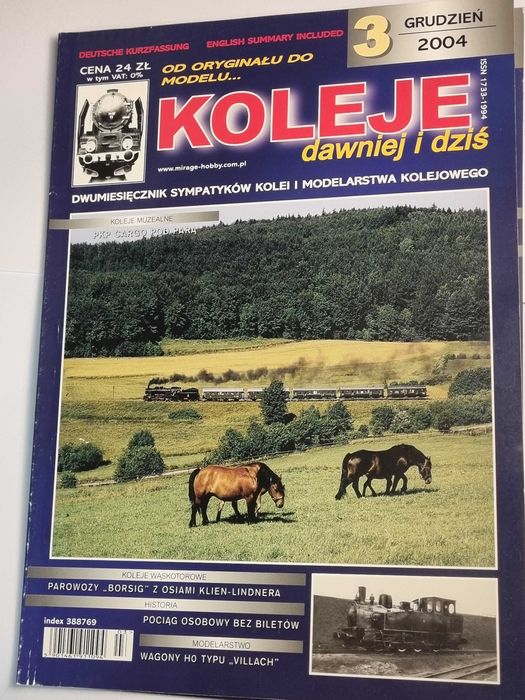 DEUTSCHE KURZFASSUNG
ENGLISH SUMMARY INCLUDED
3
GRUDZIEŃ
2004
CENA 24 ZŁ
w tym VAT: 0%
OD ORYGINAŁU DO
MODELU...
KOLEJE
dawniej i dziś
ISSN 1733-1994
www.mirage-hobby.com.pl
DWUMIESIĘCZNIK SYMPATYKÓW KOLEI I MODELARSTWA KOLEJOWEGO
KOLEJE MUZEALNE
PKP CARGO POD PARĄ
KOLEJE WĄSKOTOROWE
PAROWOZY „BORSIG" Z OSIAMI KLIEN-LINDNERA
HISTORIA
POCIĄG OSOBOWY BEZ BILETÓW
MODELARSTWO
WAGONY H0 TYPU „VILLACH"
index 388769